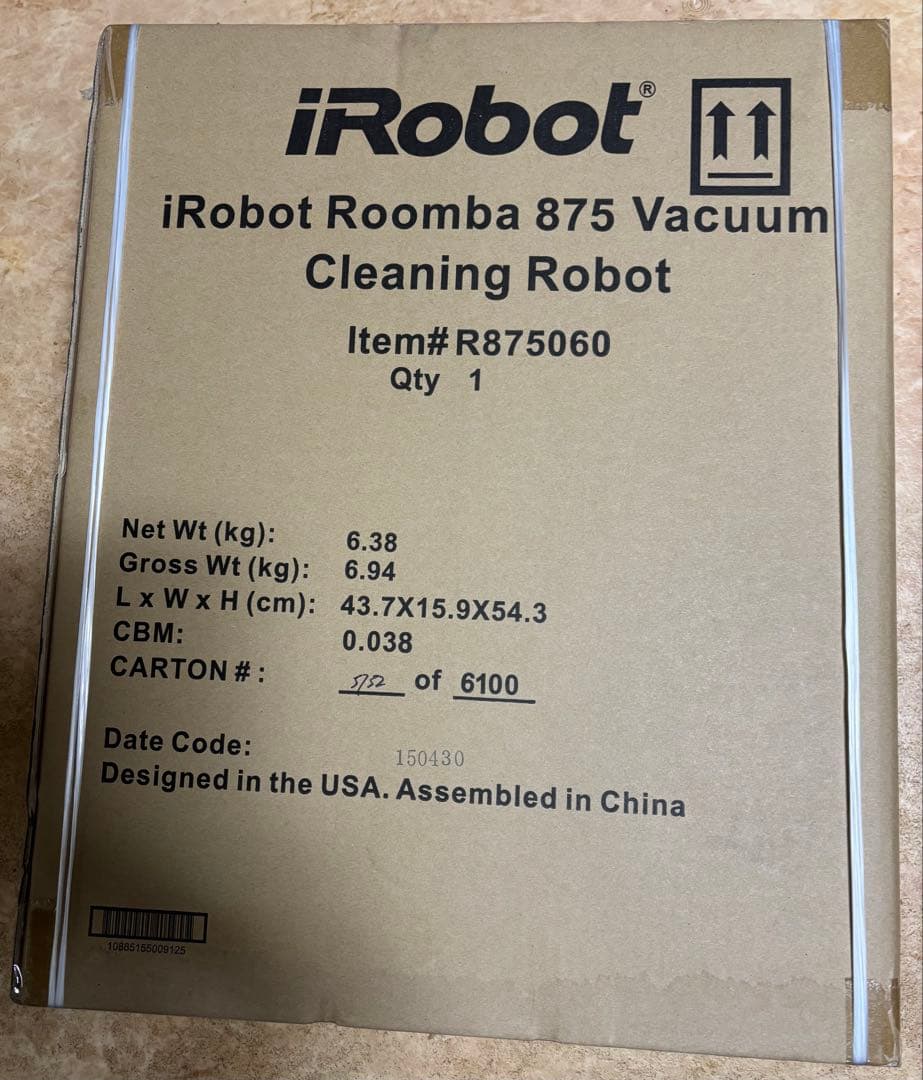 iRobot®
iRobot Roomba 875 Vacuum
Cleaning Robot
Item# R875060
Qty 1
Net Wt (kg): 6.38
Gross Wt (kg): 6.94
L x W x H (cm): 43.7X15.9X54.3
CBM: 0.038
CARTON # : 5752 of 6100
Date Code: 150430
Designed in the USA. Assembled in China
10885155009125